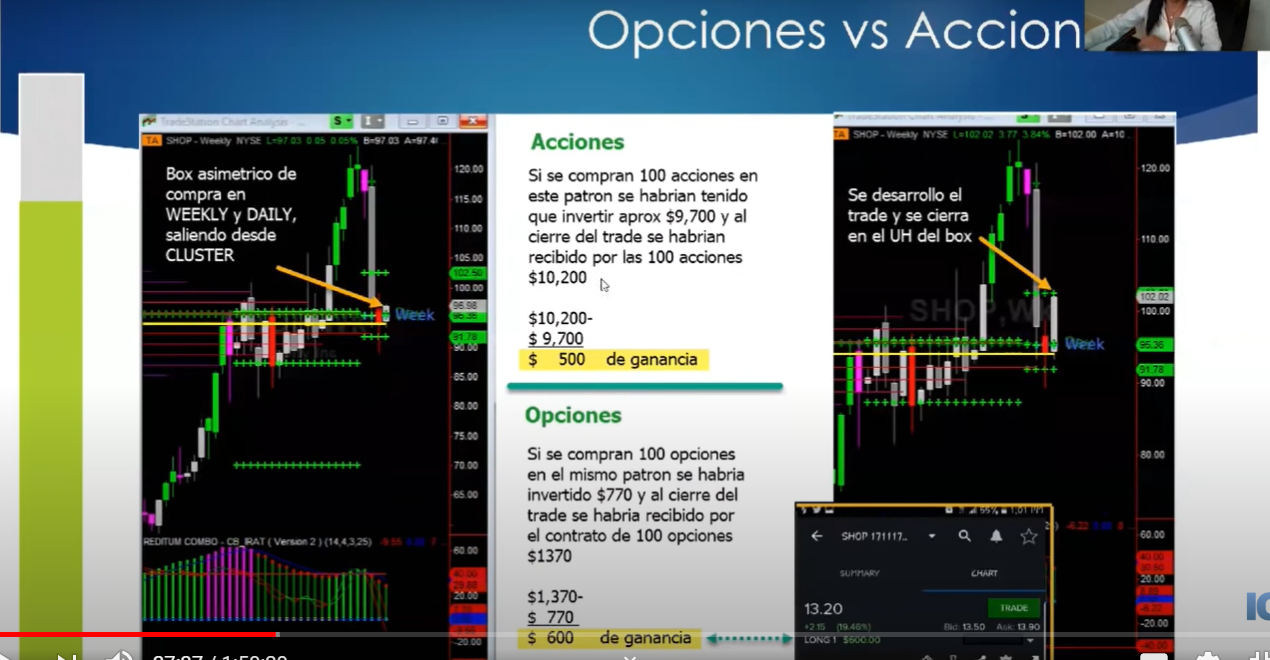 Opciones vs Accion
TradeStation Chart Analysis
TA SHOP - Weekly NYSE L=97.03 0.05 0.05% B=97.03 A=97.4
Box asimetrico de
compra en
WEEKLY y DAILY,
saliendo desde
CLUSTER
120.00
115.00
110.00
105.00
102.50
100.00
95.36
91.78
90.00
85.00
80.00
75.00
70.00
65.00
60.00
Week
REDITUM COMBO - CB_IRAT ( Version 2 ) (14,4,3,25)
40.00
20.00
-20.00
Acciones
Si se compran 100 acciones en
este patron se habrian tenido
que invertir aprox $9,700 y al
cierre del trade se habrian
recibido por las 100 acciones
$10,200
$10,200-
$ 9,700
$ 500 de ganancia
Opciones
Si se compran 100 opciones
en el mismo patron se habria
invertido $770 y al cierre del
trade se habria recibido por
el contrato de 100 opciones
$1370
$1,370-
$ 770
$ 600 de ganancia
TA SHOP - Weekly NYSE L=102.02 3.77 3.84% B=102.00 A=10
Se desarrollo el
trade y se cierra
en el UH del box
120.00
110.00
102.02
100.00
95.36
91.78
90.00
80.00
Week
60.00
40.00
20.00
-20.00
SHOP 171117..
SUMMARY
CHART
13.20
TRADE
+2.15 (19.46%)
Bid: 13.50 Ask: 13.90
LONG 1 $600.00